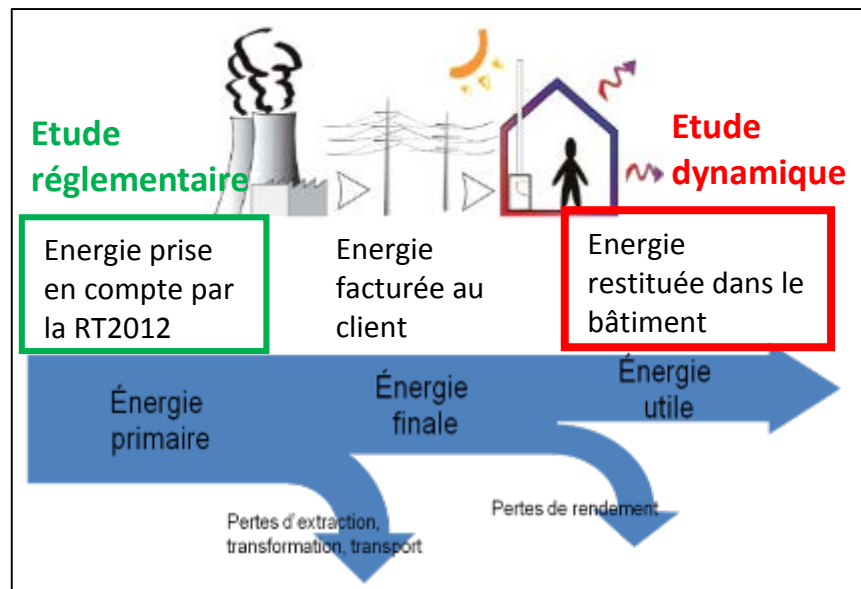 Etude
réglementaire
Etude
dynamique
Energie prise
en compte par
la RT2012
Energie
facturée au
client
Energie
restituée dans le
bâtiment
Énergie
primaire
Énergie
finale
Énergie
utile
Pertes d'extraction,
transformation, transport
Pertes de rendement